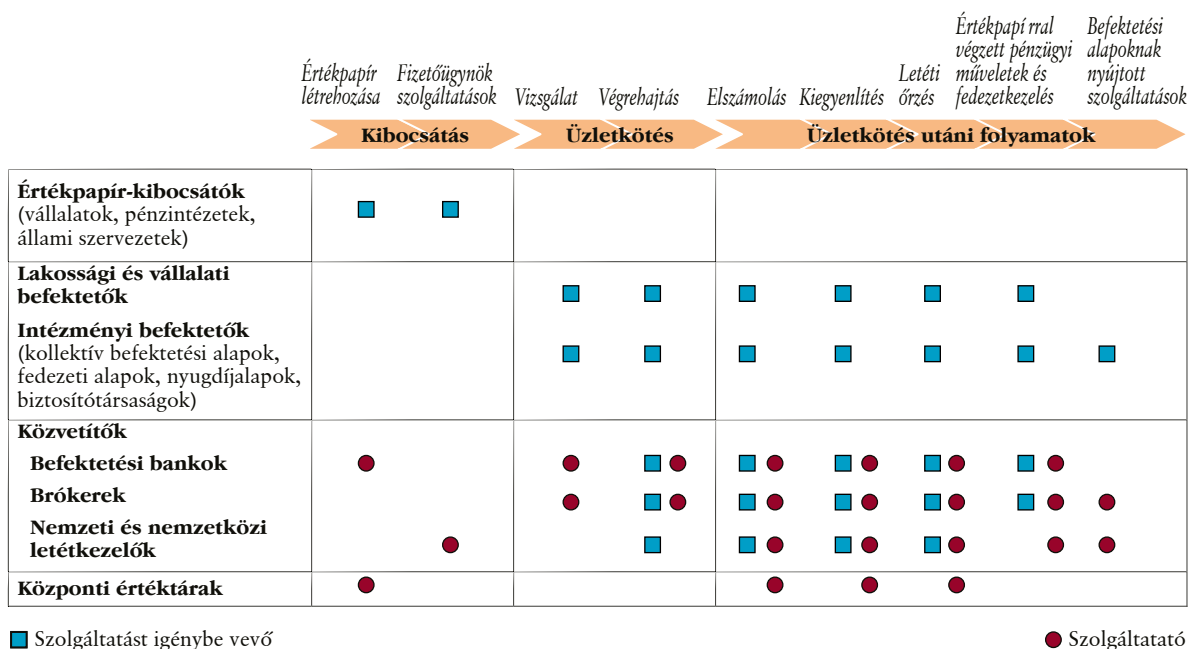 Értékpapír
létrehozása
Fizetőügynök
szolgáltatások
Vizsgálat
Végrehajtás
Elszámolás
Kiegyenlítés
Letéti
őrzés
Értékpapí rral
végzett pénzügyi
műveletek és
fedezetkezelés
Befektetési
alapoknak
nyújtott
szolgáltatások
Kibocsátás
Üzletkötés
Üzletkötés utáni folyamatok
Értékpapír-kibocsátók
(vállalatok, pénzintézetek,
állami szervezetek)
Lakossági és vállalati
befektetők
Intézményi befektetők
(kollektív befektetési alapok,
fedezeti alapok, nyugdíjalapok,
biztosítótársaságok)
Közvetítők
Befektetési bankok
Brókerek
Nemzeti és nemzetközi
letétkezelők
Központi értéktárak
Szolgáltatást igénybe vevő
Szolgáltatató